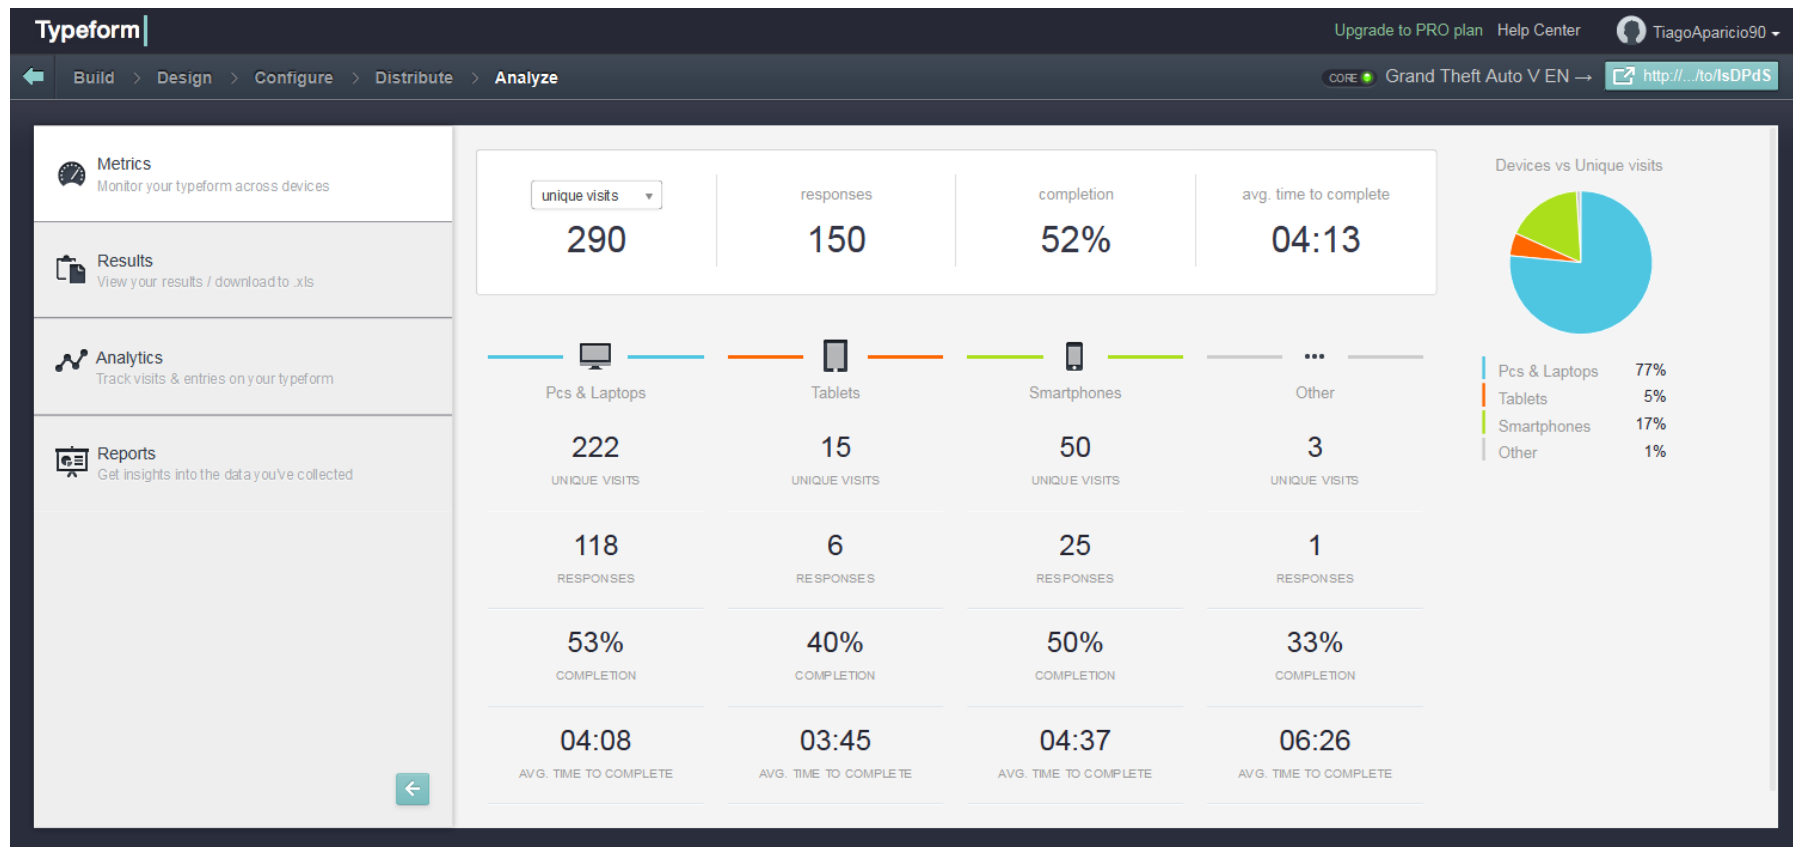 Typeform
Upgrade to PRO plan Help Center TiagoAparicio90
Build > Design > Configure > Distribute > Analyze
CORE Grand Theft Auto V EN → http://.../to/IsDPdS
Metrics
Monitor your typeform across devices
Results
View your results / download to .xls
Analytics
Track visits & entries on your typeform
Reports
Get insights into the data you've collected
unique visits responses completion avg. time to complete
290 150 52% 04:13
Pcs & Laptops Tablets Smartphones Other
222 15 50 3
UNIQUE VISITS UNIQUE VISITS UNIQUE VISITS UNIQUE VISITS
118 6 25 1
RESPONSES RESPONSES RESPONSES RESPONSES
53% 40% 50% 33%
COMPLETION COMPLETION COMPLETION COMPLETION
04:08 03:45 04:37 06:26
AVG. TIME TO COMPLETE AVG. TIME TO COMPLETE AVG. TIME TO COMPLETE AVG. TIME TO COMPLETE
Devices vs Unique visits
Pcs & Laptops 77%
Tablets 5%
Smartphones 17%
Other 1%